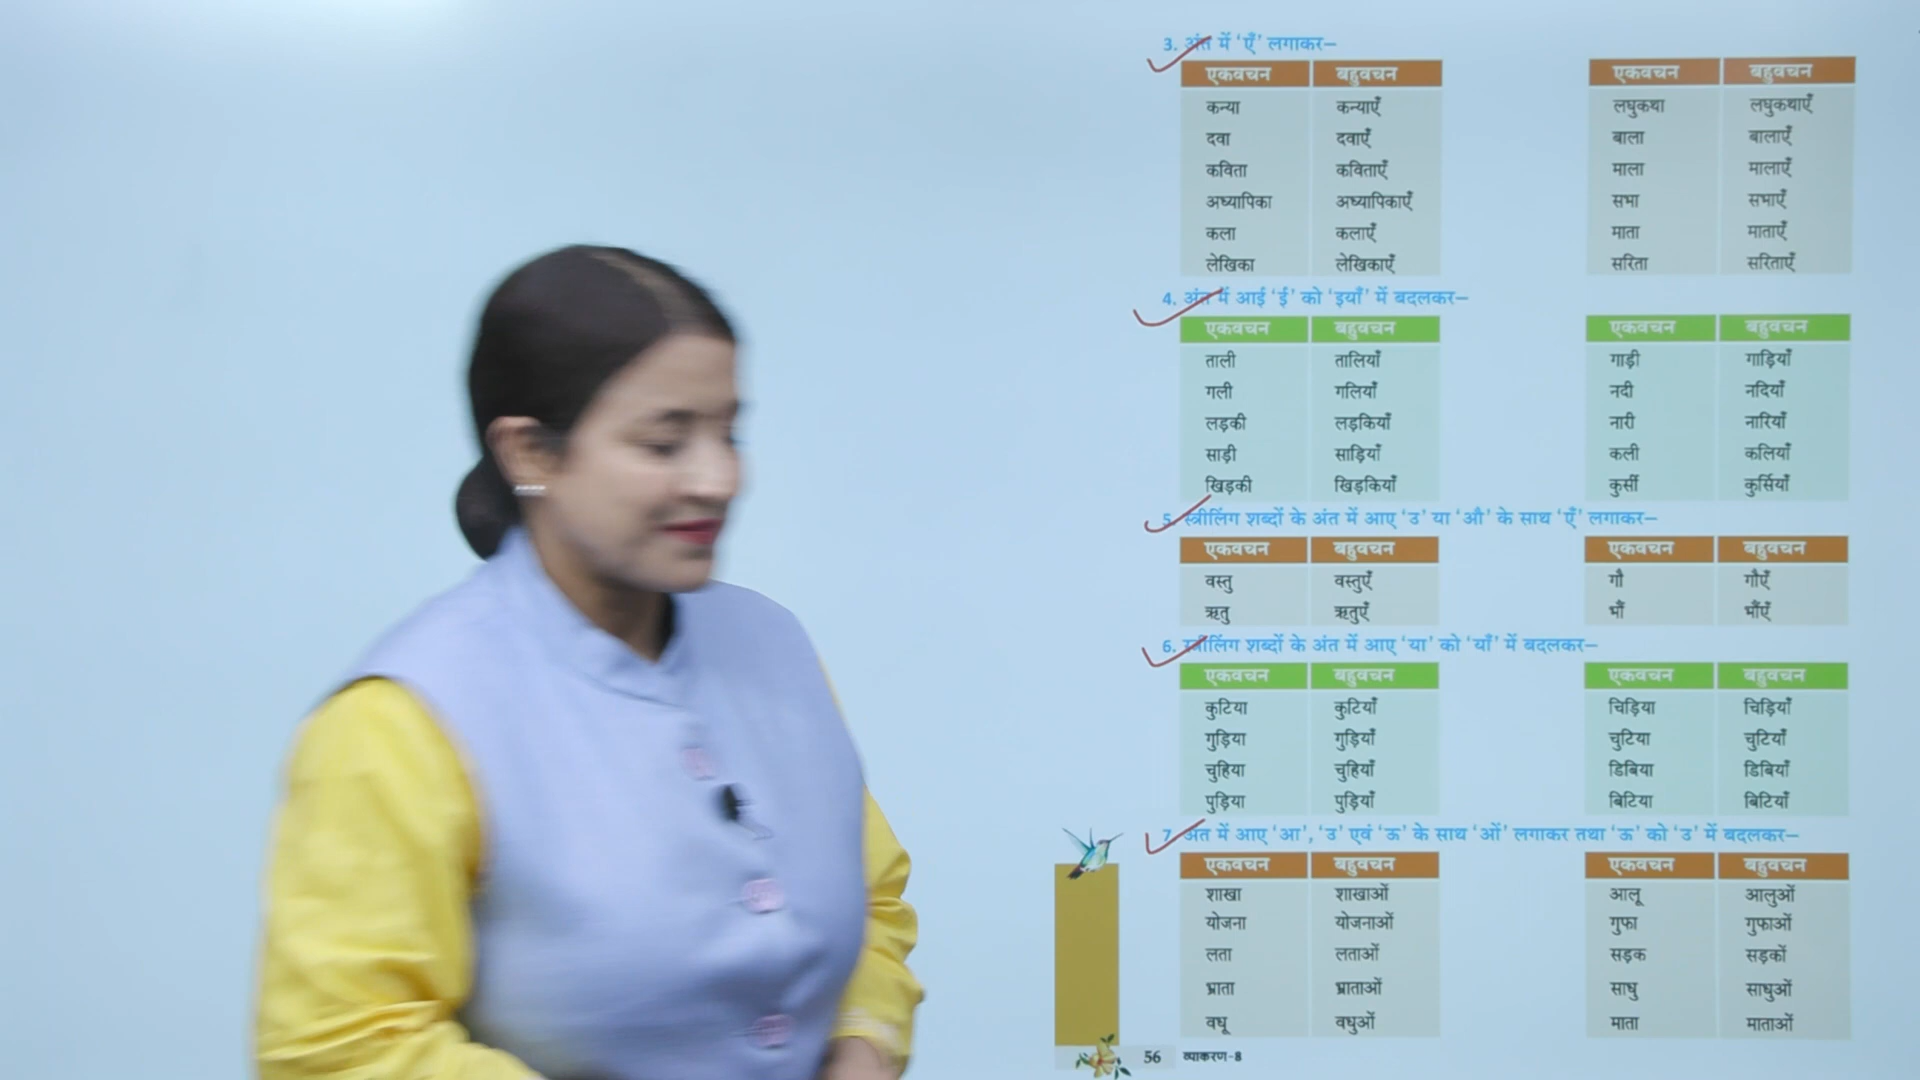 3. अंत में ‘एँ’ लगाकर–
एकवचन बहुवचन एकवचन बहुवचन
कन्या कन्याएँ लघुकथा लघुकथाएँ
दवा दवाएँ बाला बालाएँ
कविता कविताएँ माला मालाएँ
अध्यापिका अध्यापिकाएँ सभा सभाएँ
कला कलाएँ माता माताएँ
लेखिका लेखिकाएँ सरिता सरिताएँ
4. अंत में आई ‘ई’ को ‘इयाँ’ में बदलकर–
एकवचन बहुवचन एकवचन बहुवचन
ताली तालियाँ गाड़ी गाड़ियाँ
गली गलियाँ नदी नदियाँ
लड़की लड़कियाँ नारी नारियाँ
साड़ी साड़ियाँ कली कलियाँ
खिड़की खिड़कियाँ कुर्सी कुर्सियाँ
5. स्त्रीलिंग शब्दों के अंत में आए ‘उ’ या ‘औ’ के साथ ‘एँ’ लगाकर–
एकवचन बहुवचन एकवचन बहुवचन
वस्तु वस्तुएँ गौ गौएँ
ऋतु ऋतुएँ भौं भौंएँ
6. स्त्रीलिंग शब्दों के अंत में आए ‘या’ को ‘याँ’ में बदलकर–
एकवचन बहुवचन एकवचन बहुवचन
कुटिया कुटियाँ चिड़िया चिड़ियाँ
गुड़िया गुड़ियाँ चुटिया चुटियाँ
चुहिया चुहियाँ डिबिया डिबियाँ
पुड़िया पुड़ियाँ बिटिया बिटियाँ
7. अंत में आए ‘आ’, ‘उ’ एवं ‘ऊ’ के साथ ‘ओं’ लगाकर तथा ‘ऊ’ को ‘उ’ में बदलकर–
एकवचन बहुवचन एकवचन बहुवचन
शाखा शाखाओं आलू आलुओं
योजना योजनाओं गुफा गुफाओं
लता लताओं सड़क सड़कों
भ्राता भ्राताओं साधु साधुओं
वधू वधुओं माता माताओं
56 व्याकरण-8